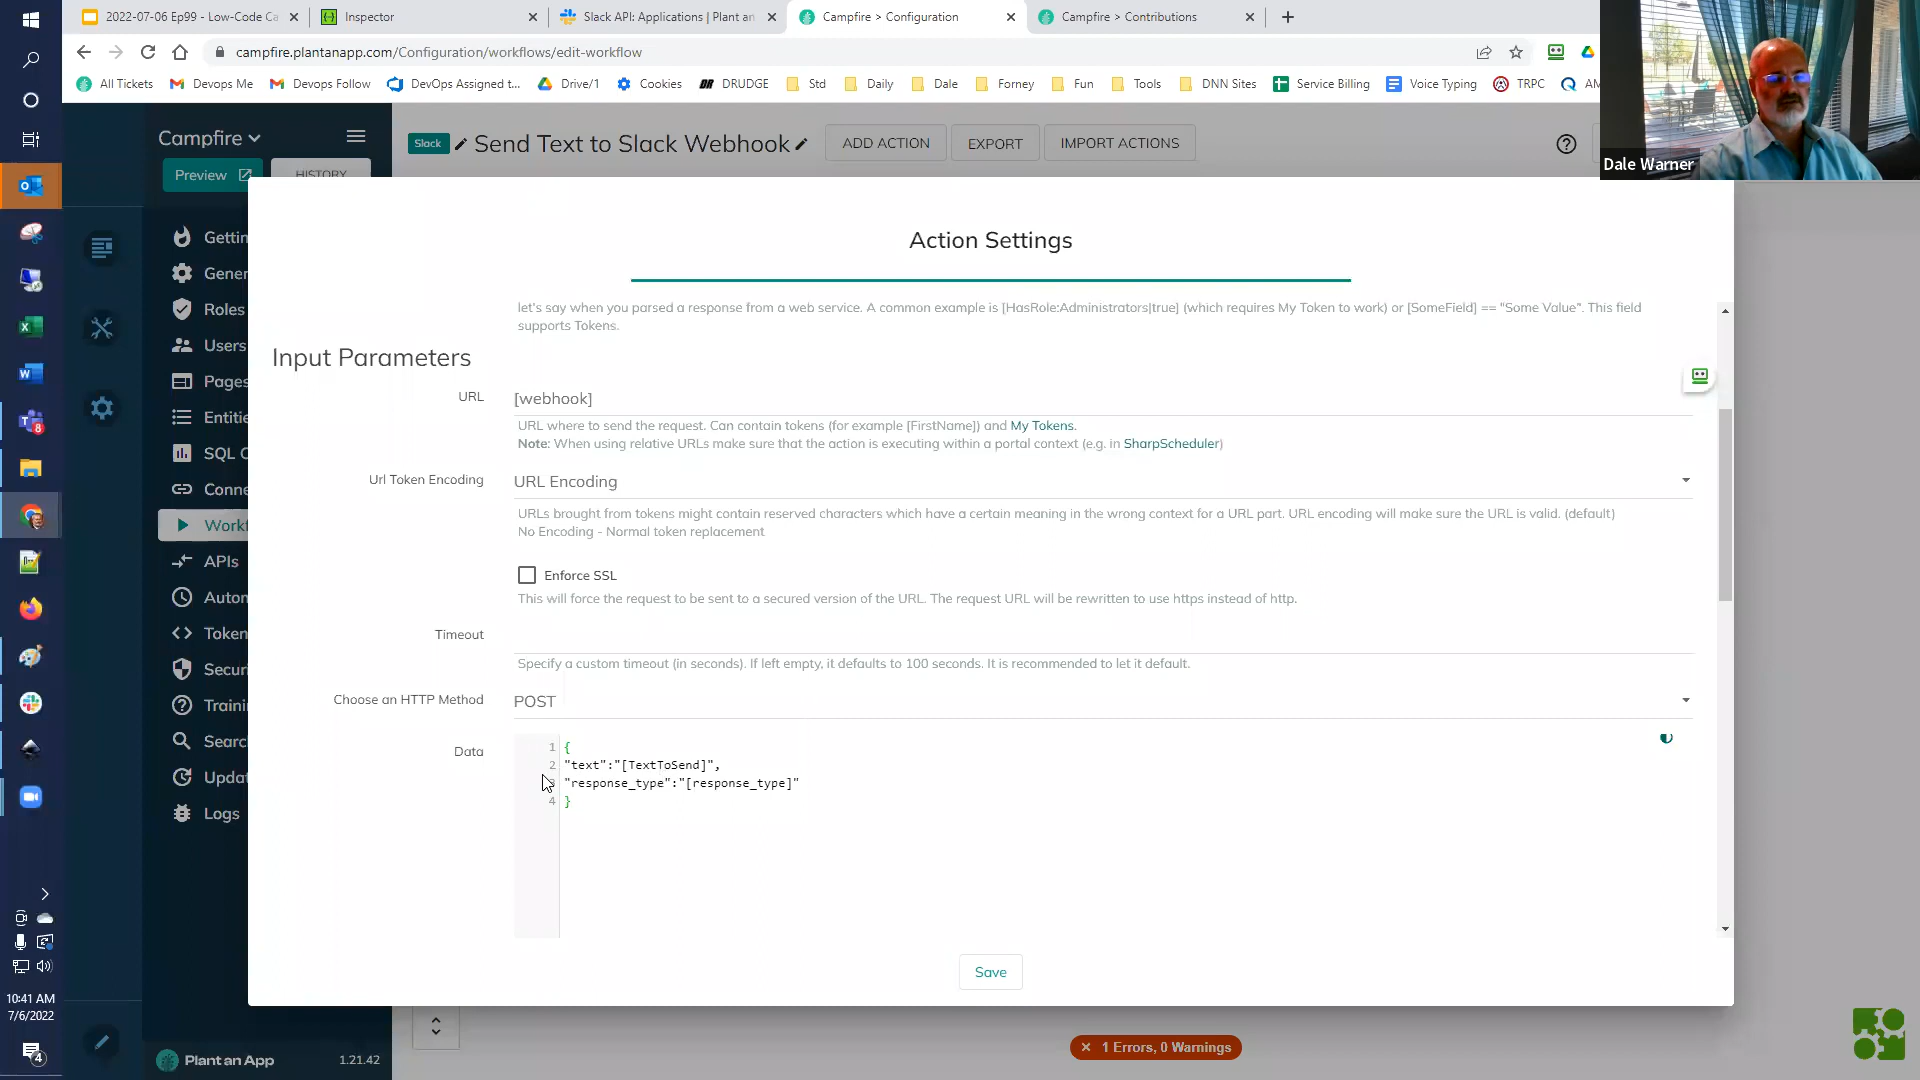 2022-07-06 Ep99 - Low-Code Ca
Inspector
Slack API: Applications | Plant an
Campfire > Configuration
Campfire > Contributions
campfire.plantanapp.com/Configuration/workflows/edit-workflow
All Tickets
Devops Me
Devops Follow
DevOps Assigned t...
Drive/1
Cookies
DRUDGE
Std
Daily
Dale
Forney
Fun
Tools
DNN Sites
Service Billing
Voice Typing
TRPC
Dale Warner
Campfire
Slack
Send Text to Slack Webhook
ADD ACTION
EXPORT
IMPORT ACTIONS
Preview
HISTORY
Action Settings
let's say when you parsed a response from a web service. A common example is [HasRole:Administrators|true] (which requires My Token to work) or [SomeField] == "Some Value". This field
supports Tokens.
Input Parameters
URL
[webhook]
URL where to send the request. Can contain tokens (for example [FirstName]) and My Tokens.
Note: When using relative URLs make sure that the action is executing within a portal context (e.g. in SharpScheduler)
Url Token Encoding
URL Encoding
URLs brought from tokens might contain reserved characters which have a certain meaning in the wrong context for a URL part. URL encoding will make sure the URL is valid. (default)
No Encoding - Normal token replacement
Enforce SSL
This will force the request to be sent to a secured version of the URL. The request URL will be rewritten to use https instead of http.
Timeout
Specify a custom timeout (in seconds). If left empty, it defaults to 100 seconds. It is recommended to let it default.
Choose an HTTP Method
POST
Data
1 {
2 "text":"[TextToSend]",
3 "response_type":"[response_type]"
4 }
Save
Gettin
Gener
Roles
Users
Pages
Entitie
SQL C
Conne
Workf
APIs
Auton
Token
Securi
Traini
Searc
Updat
Logs
Plant an App
1.21.42
1 Errors, 0 Warnings
8
10:41 AM
7/6/2022
4